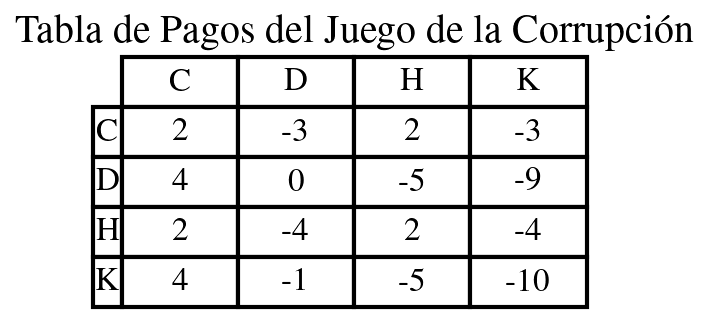 Tabla de Pagos del Juego de la Corrupción
C D H K
C 2 -3 2 -3
D 4 0 -5 -9
H 2 -4 2 -4
K 4 -1 -5 -10